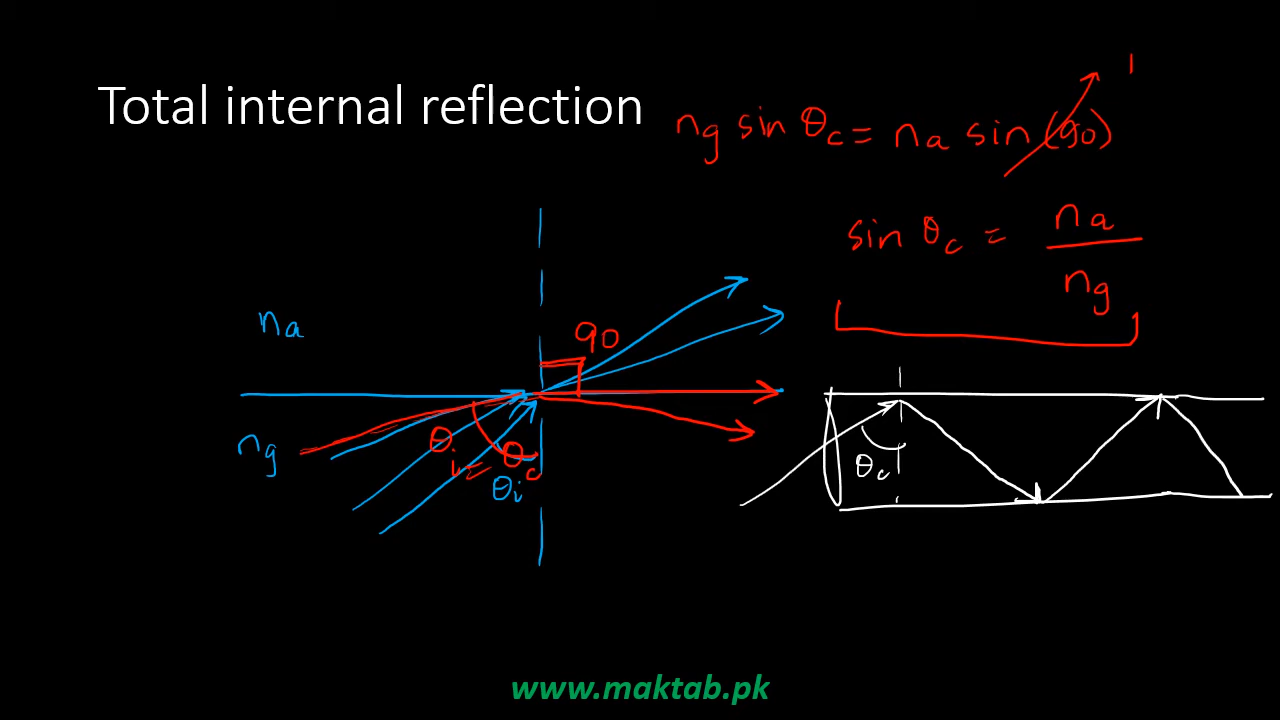 Total internal reflection
1
ng sin θc = na sin (90)
sin θc = na / ng
na
90
ng
θi = θc
θi
θc
www.maktab.pk